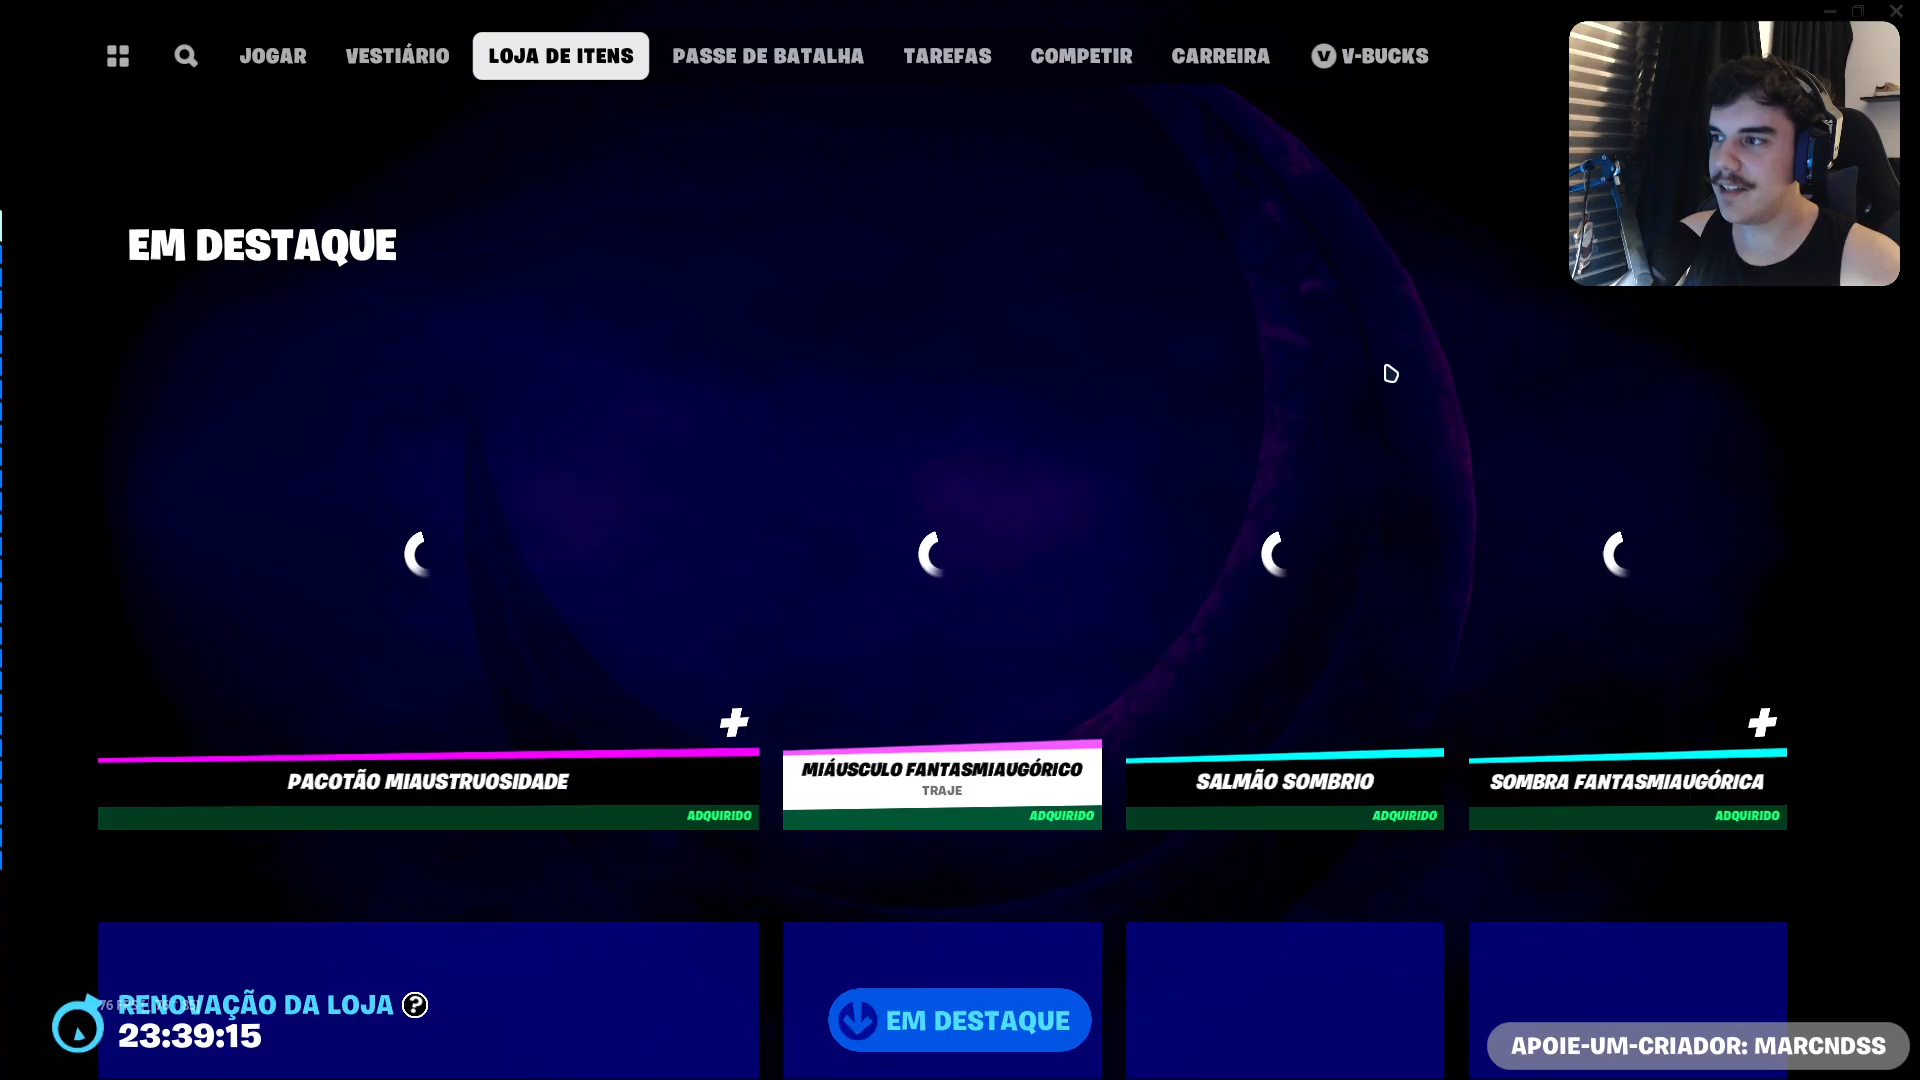 JOGAR VESTIÁRIO LOJA DE ITENS PASSE DE BATALHA TAREFAS COMPETIR CARREIRA V-BUCKS
EM DESTAQUE
PACOTÃO MIAUSTRUOSIDADE
ADQUIRIDO
MIÁUSCULO FANTASMIAUGÓRICO
TRAJE
ADQUIRIDO
SALMÃO SOMBRIO
ADQUIRIDO
SOMBRA FANTASMIAUGÓRICA
ADQUIRIDO
RENOVAÇÃO DA LOJA ?
23:39:15
EM DESTAQUE
APOIE-UM-CRIADOR: MARCNDSS